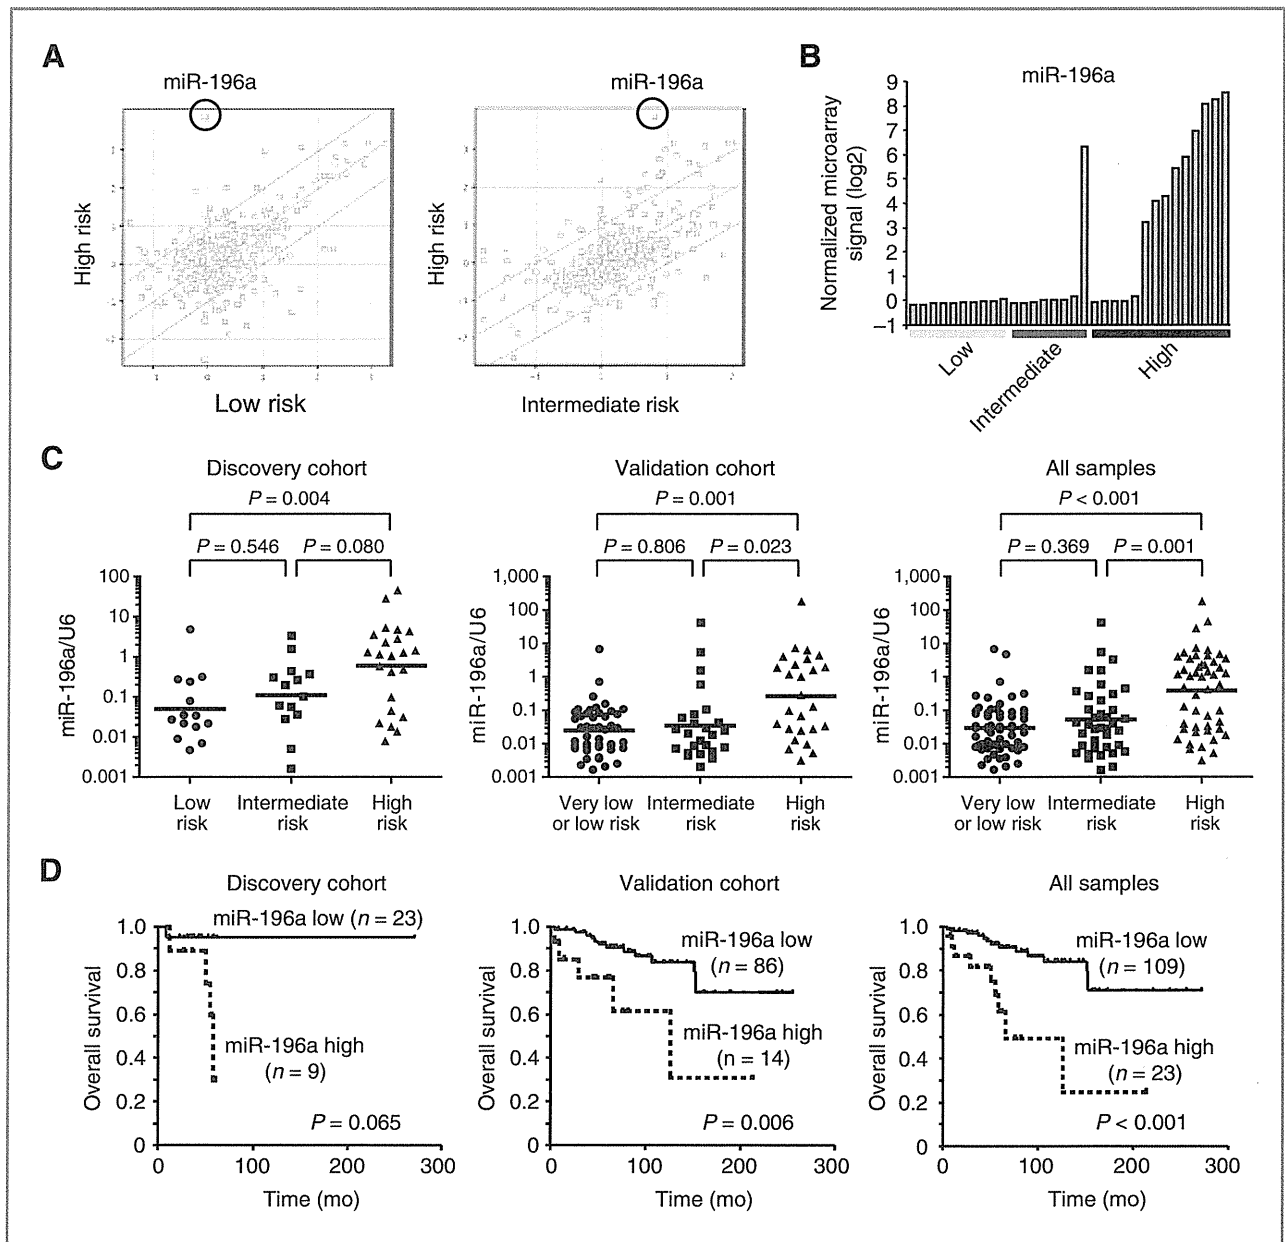 A
miR-196a
High risk
Low risk
miR-196a
High risk
Intermediate risk
B
miR-196a
Normalized microarray
signal (log2)
9
8
7
6
5
4
3
2
1
0
–1
Low
Intermediate
High
C
Discovery cohort
P = 0.004
P = 0.546
P = 0.080
miR-196a/U6
100
10
1
0.1
0.01
0.001
Low
risk
Intermediate
risk
High
risk
Validation cohort
P = 0.001
P = 0.806
P = 0.023
miR-196a/U6
1,000
100
10
1
0.1
0.01
0.001
Very low
or low risk
Intermediate
risk
High
risk
All samples
P < 0.001
P = 0.369
P = 0.001
miR-196a/U6
1,000
100
10
1
0.1
0.01
0.001
Very low
or low risk
Intermediate
risk
High
risk
D
Discovery cohort
miR-196a low (n = 23)
miR-196a high
(n = 9)
P = 0.065
Overall survival
1.0
0.8
0.6
0.4
0.2
0
0 100 200 300
Time (mo)
Validation cohort
miR-196a low
(n = 86)
miR-196a high
(n = 14)
P = 0.006
Overall survival
1.0
0.8
0.6
0.4
0.2
0
0 100 200 300
Time (mo)
All samples
miR-196a low
(n = 109)
miR-196a high
(n = 23)
P < 0.001
Overall survival
1.0
0.8
0.6
0.4
0.2
0
0 100 200 300
Time (mo)